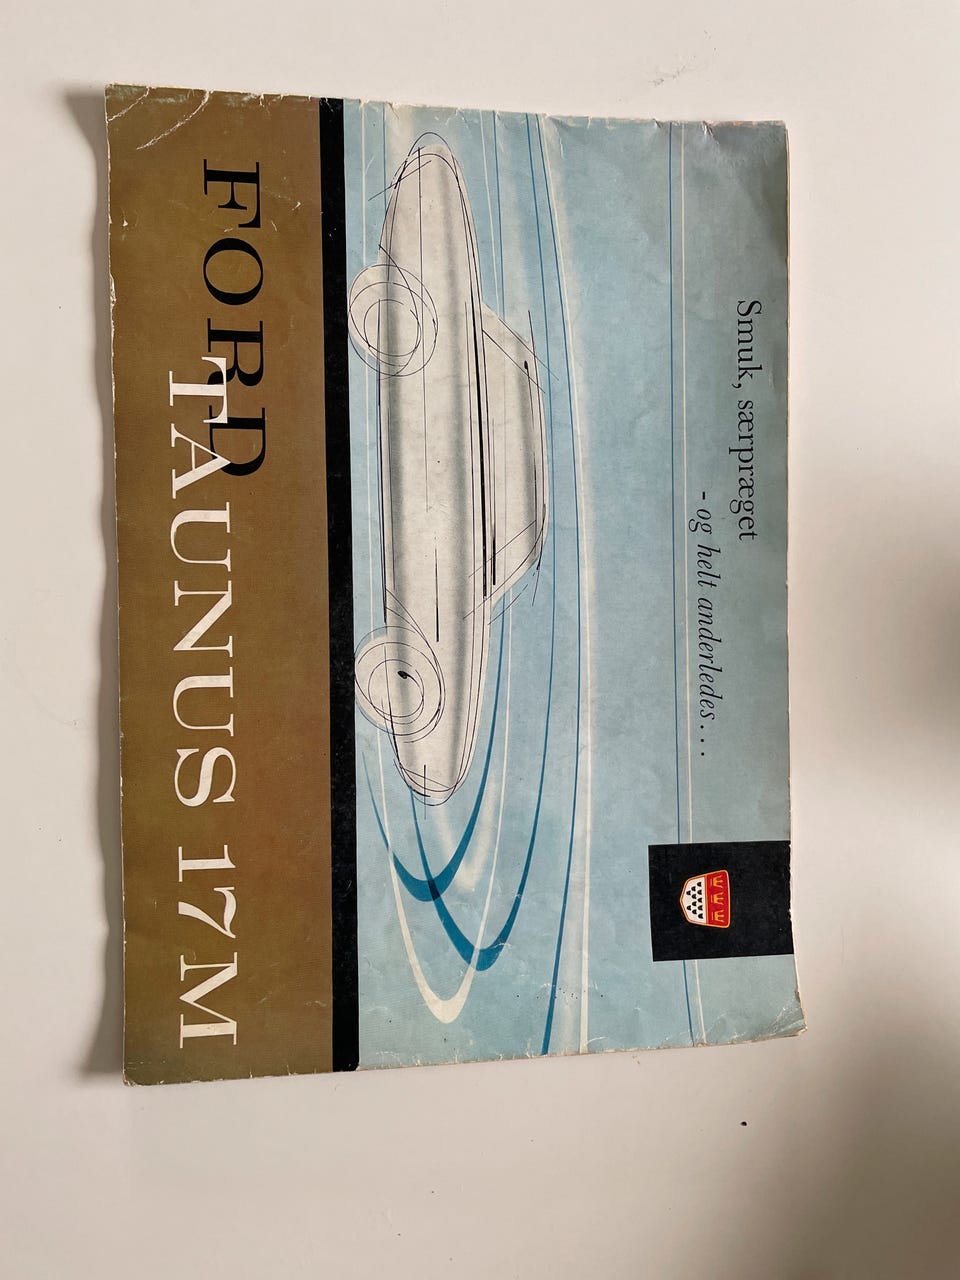 Smuk, særpræget
- og helt anderledes...
FORD
TAUNUS 17M